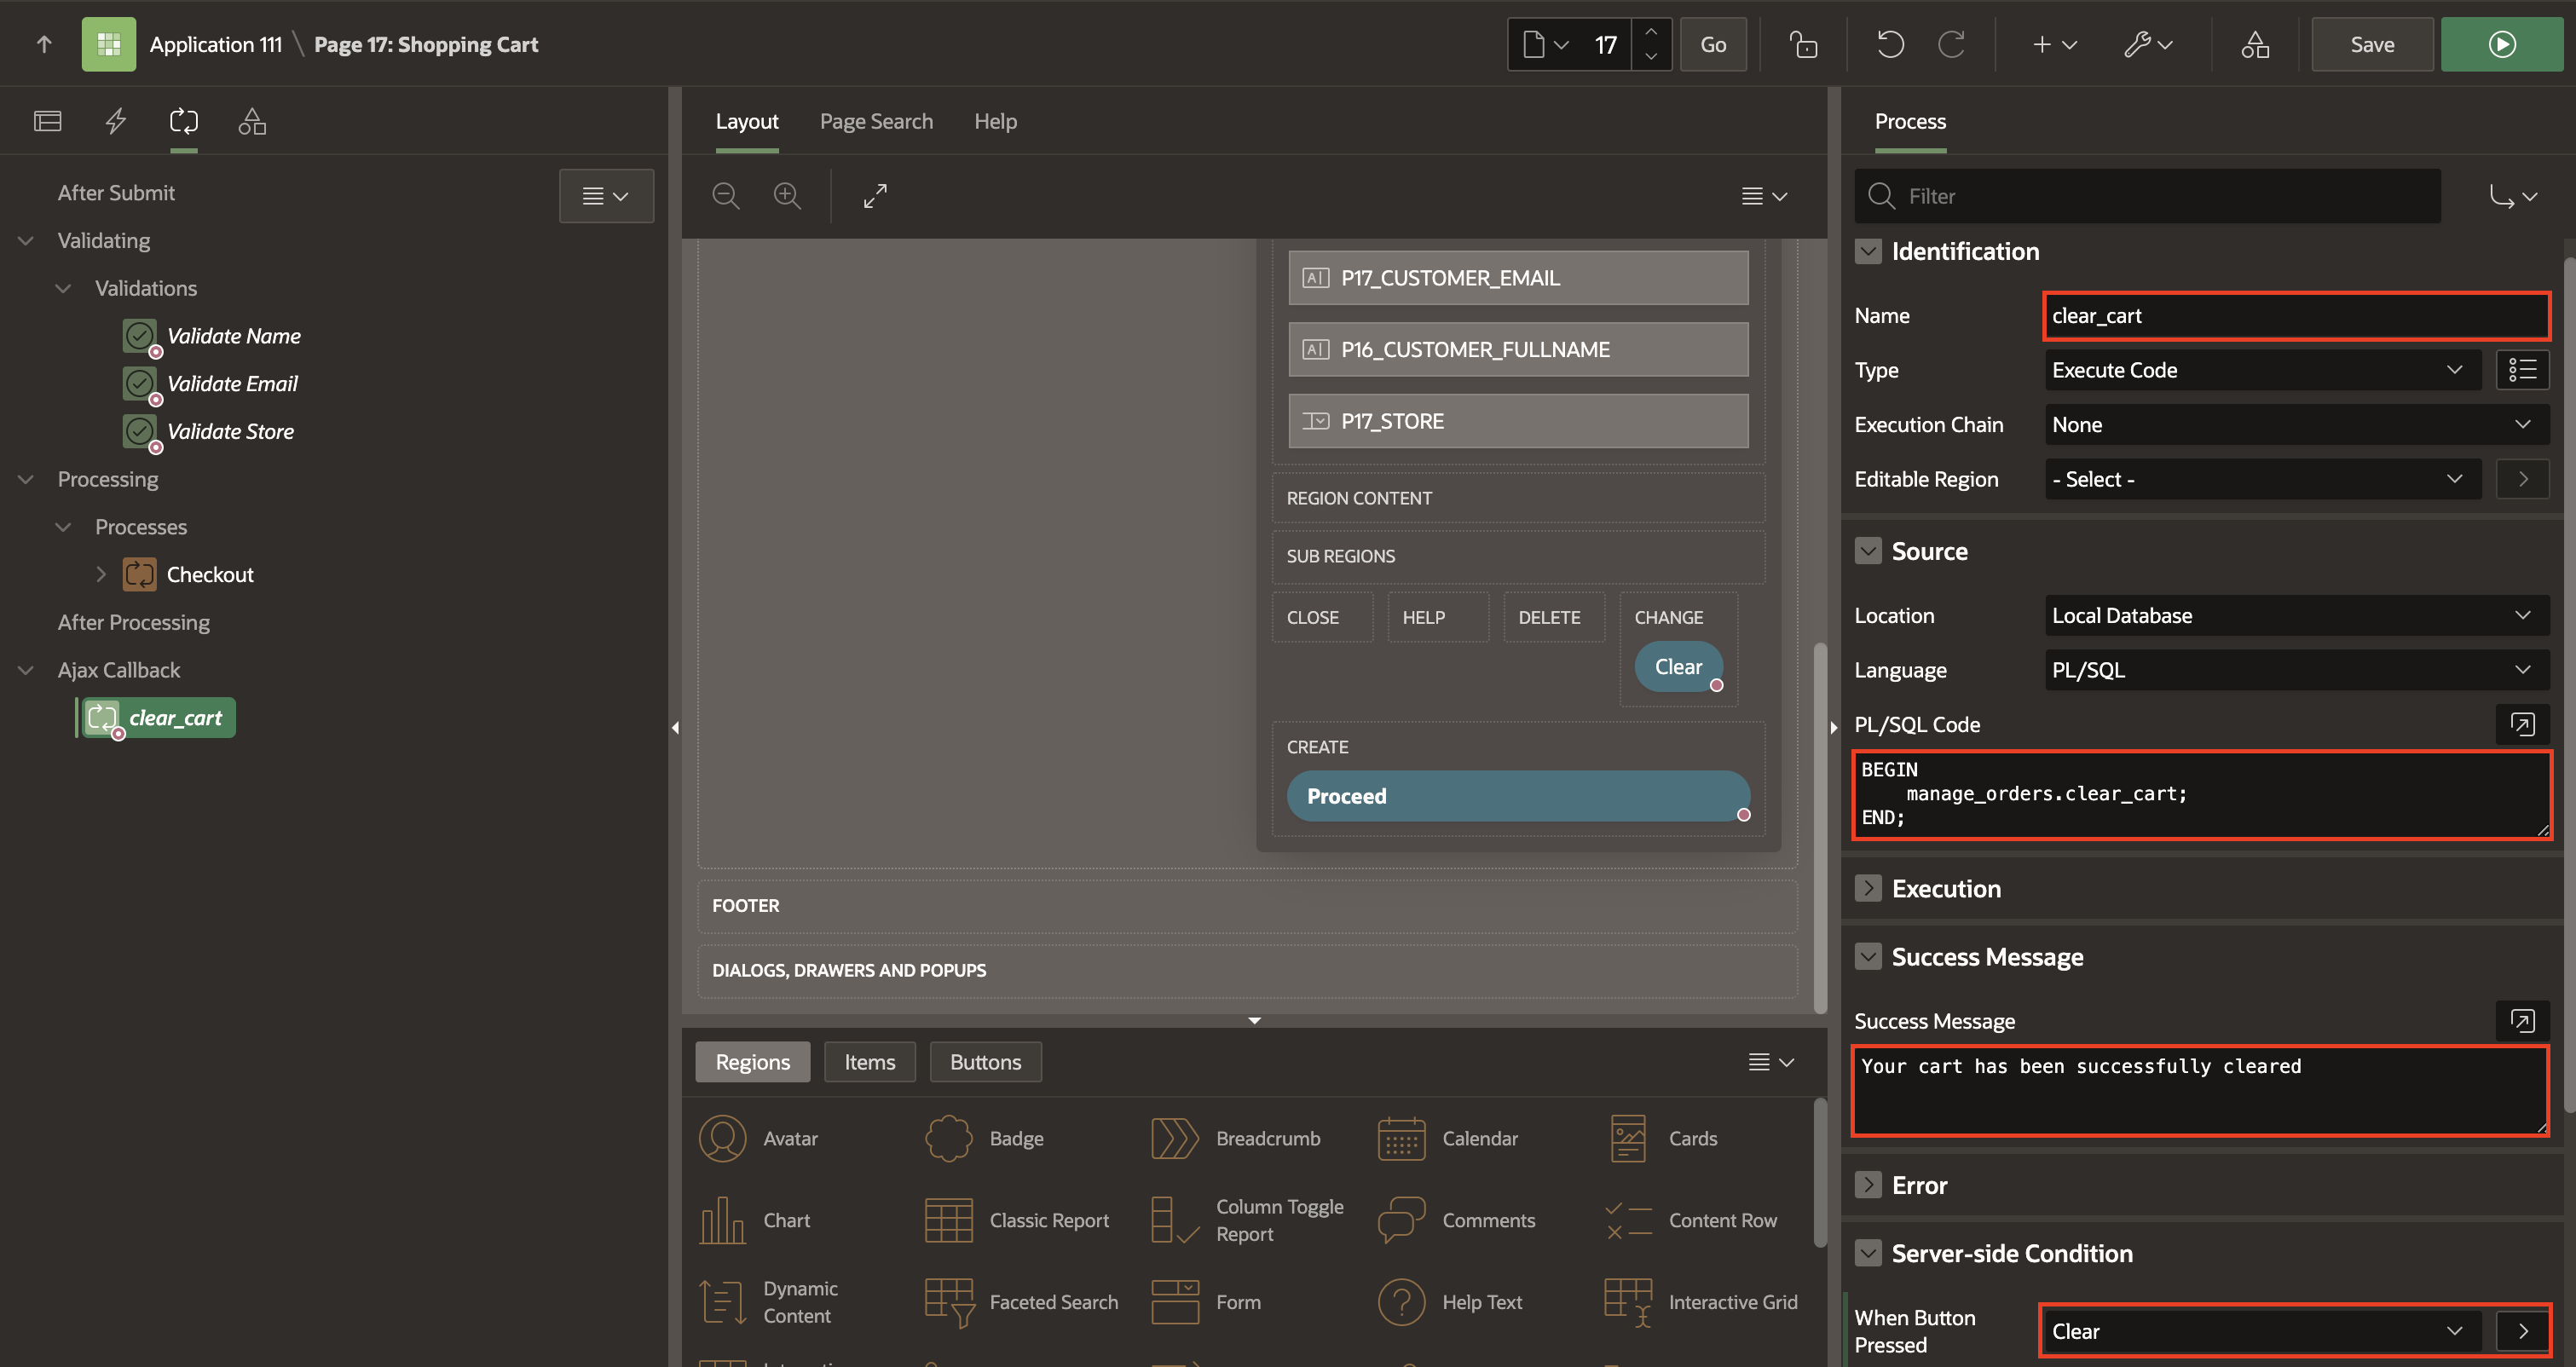 Application 111 \ Page 17: Shopping Cart
17
Go
Save
After Submit
Validating
Validations
Validate Name
Validate Email
Validate Store
Processing
Processes
Checkout
After Processing
Ajax Callback
clear_cart
Layout
Page Search
Help
P17_CUSTOMER_EMAIL
P16_CUSTOMER_FULLNAME
P17_STORE
REGION CONTENT
SUB REGIONS
CLOSE
HELP
DELETE
CHANGE
Clear
CREATE
Proceed
FOOTER
DIALOGS, DRAWERS AND POPUPS
Regions
Items
Buttons
Avatar
Badge
Breadcrumb
Calendar
Cards
Chart
Classic Report
Column Toggle
Report
Comments
Content Row
Dynamic
Content
Faceted Search
Form
Help Text
Interactive Grid
Process
Filter
Identification
Name
clear_cart
Type
Execute Code
Execution Chain
None
Editable Region
- Select -
Source
Location
Local Database
Language
PL/SQL
PL/SQL Code
BEGIN
manage_orders.clear_cart;
END;
Execution
Success Message
Success Message
Your cart has been successfully cleared
Error
Server-side Condition
When Button
Pressed
Clear